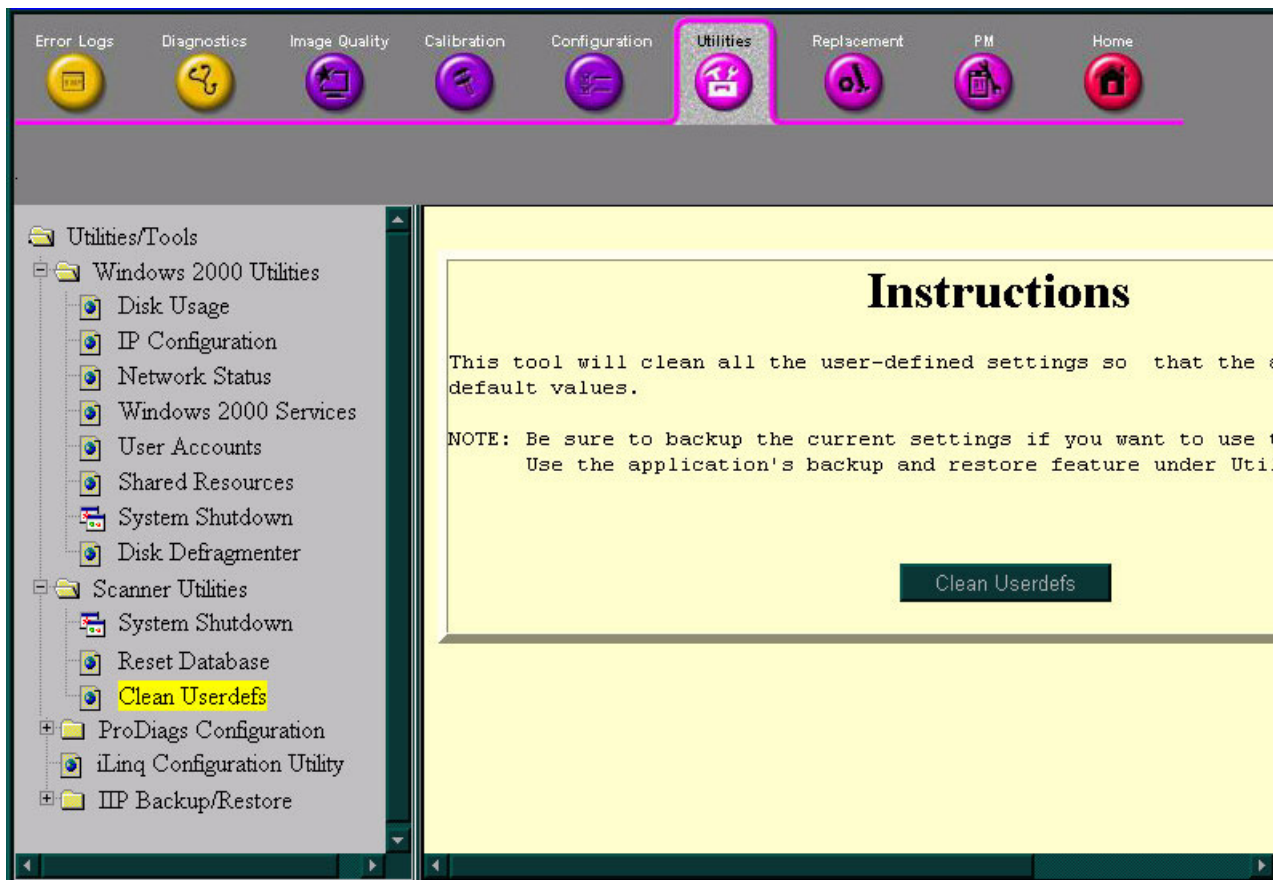 Error Logs
Diagnostics
Image Quality
Calibration
Configuration
Utilities
Replacement
PM
Home
Utilities/Tools
Windows 2000 Utilities
Disk Usage
IP Configuration
Network Status
Windows 2000 Services
User Accounts
Shared Resources
System Shutdown
Disk Defragmenter
Scanner Utilities
System Shutdown
Reset Database
Clean Userdefs
ProDiags Configuration
iLinq Configuration Utility
IIP Backup/Restore
Instructions
This tool will clean all the user-defined settings so that the
default values.
NOTE: Be sure to backup the current settings if you want to use
Use the application's backup and restore feature under
Clean Userdefs